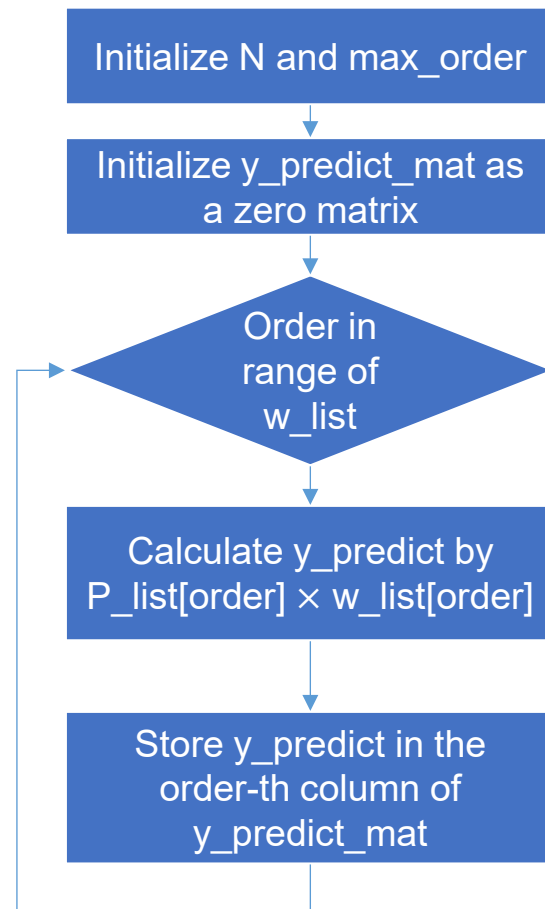 Initialize N and max_order
Initialize y_predict_mat as
a zero matrix
Order in
range of
w_list
Calculate y_predict by
P_list[order] × w_list[order]
Store y_predict in the
order-th column of
y_predict_mat